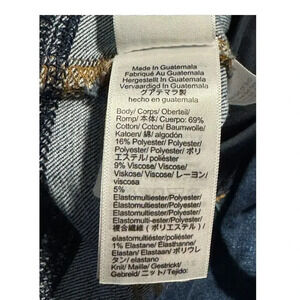 Made In Guatemala
Fabriqué Au Guatemala
Hergestellt In Guatemala
Vervaardigd In Guatemala
グアテマラ製
hecho en guatemala
Body/ Corps/ Oberteil/
Romp/ 本体/ Cuerpo: 69%
Cotton/ Coton/ Baumwolle/
Katoen/ 綿/ algodón
16% Polyester/ Polyester/
Polyester/ Polyester/ ポリ
エステル/ poliéster
9% Viscose/ Viscose/
Viskose/ Viscose/ レーヨン/
viscosa
5%
Elastomultiester/Polyester/
Élastomultiester/Polyester/
Elastomultiester/Polyester/
Elastomulti-ester/Polyester/
複合繊維 (ポリエステル) /
elastomultiéster/poliéster
1% Elastane/ Élasthanne/
Elastan/ Elastaan/ ポリウレ
タン/ elastano
Knit/ Maille/ Gestrickt/
Gebreid/ ニット/ Tejido: